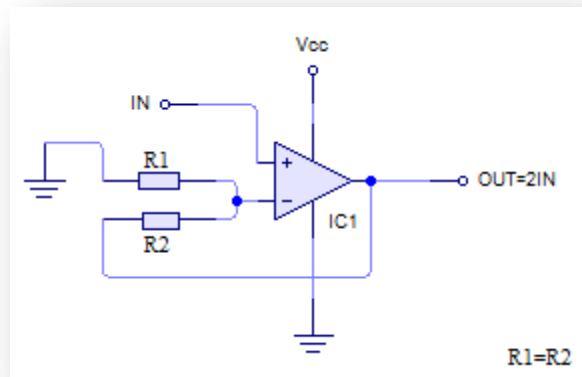 Vcc
IN
+
R1
OUT=2IN
-
R2
IC1
R1=R2